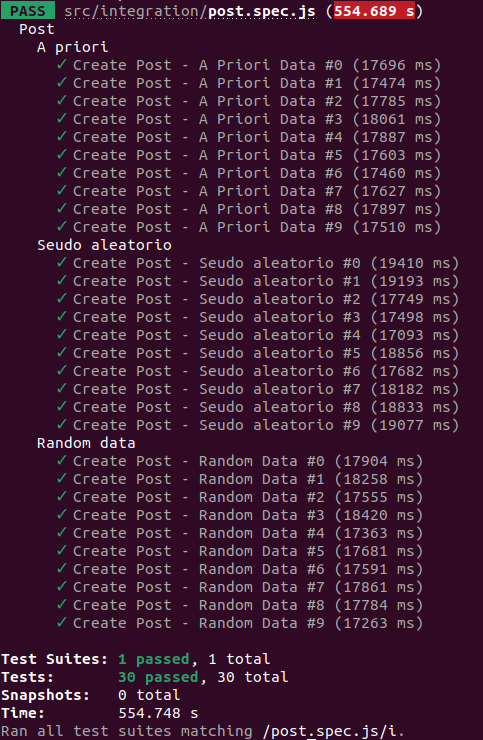 PASS src/integration/post.spec.js (554.689 s)
Post
A priori
✓ Create Post - A Priori Data #0 (17696 ms)
✓ Create Post - A Priori Data #1 (17474 ms)
✓ Create Post - A Priori Data #2 (17785 ms)
✓ Create Post - A Priori Data #3 (18061 ms)
✓ Create Post - A Priori Data #4 (17887 ms)
✓ Create Post - A Priori Data #5 (17603 ms)
✓ Create Post - A Priori Data #6 (17460 ms)
✓ Create Post - A Priori Data #7 (17627 ms)
✓ Create Post - A Priori Data #8 (17897 ms)
✓ Create Post - A Priori Data #9 (17510 ms)
Seudo aleatorio
✓ Create Post - Seudo aleatorio #0 (19410 ms)
✓ Create Post - Seudo aleatorio #1 (19193 ms)
✓ Create Post - Seudo aleatorio #2 (17749 ms)
✓ Create Post - Seudo aleatorio #3 (17498 ms)
✓ Create Post - Seudo aleatorio #4 (17093 ms)
✓ Create Post - Seudo aleatorio #5 (18856 ms)
✓ Create Post - Seudo aleatorio #6 (17682 ms)
✓ Create Post - Seudo aleatorio #7 (18182 ms)
✓ Create Post - Seudo aleatorio #8 (18833 ms)
✓ Create Post - Seudo aleatorio #9 (19077 ms)
Random data
✓ Create Post - Random Data #0 (17904 ms)
✓ Create Post - Random Data #1 (18258 ms)
✓ Create Post - Random Data #2 (17555 ms)
✓ Create Post - Random Data #3 (18420 ms)
✓ Create Post - Random Data #4 (17363 ms)
✓ Create Post - Random Data #5 (17681 ms)
✓ Create Post - Random Data #6 (17591 ms)
✓ Create Post - Random Data #7 (17861 ms)
✓ Create Post - Random Data #8 (17784 ms)
✓ Create Post - Random Data #9 (17263 ms)
Test Suites: 1 passed, 1 total
Tests: 30 passed, 30 total
Snapshots: 0 total
Time: 554.748 s
Ran all test suites matching /post.spec.js/i.